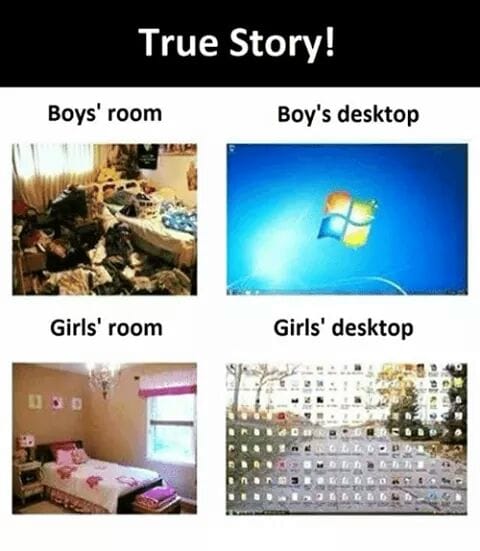 True Story!
Boys' room
Boy's desktop
Girls' room
Girls' desktop